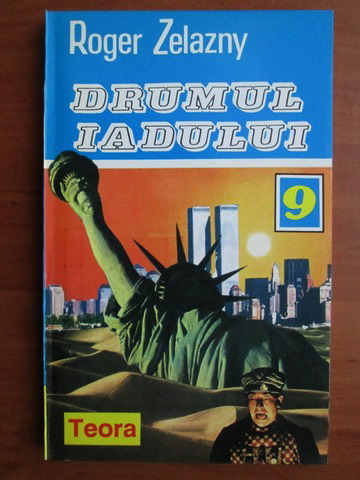 Roger Zelazny
DRUMUL
IADULUI
9
Teora